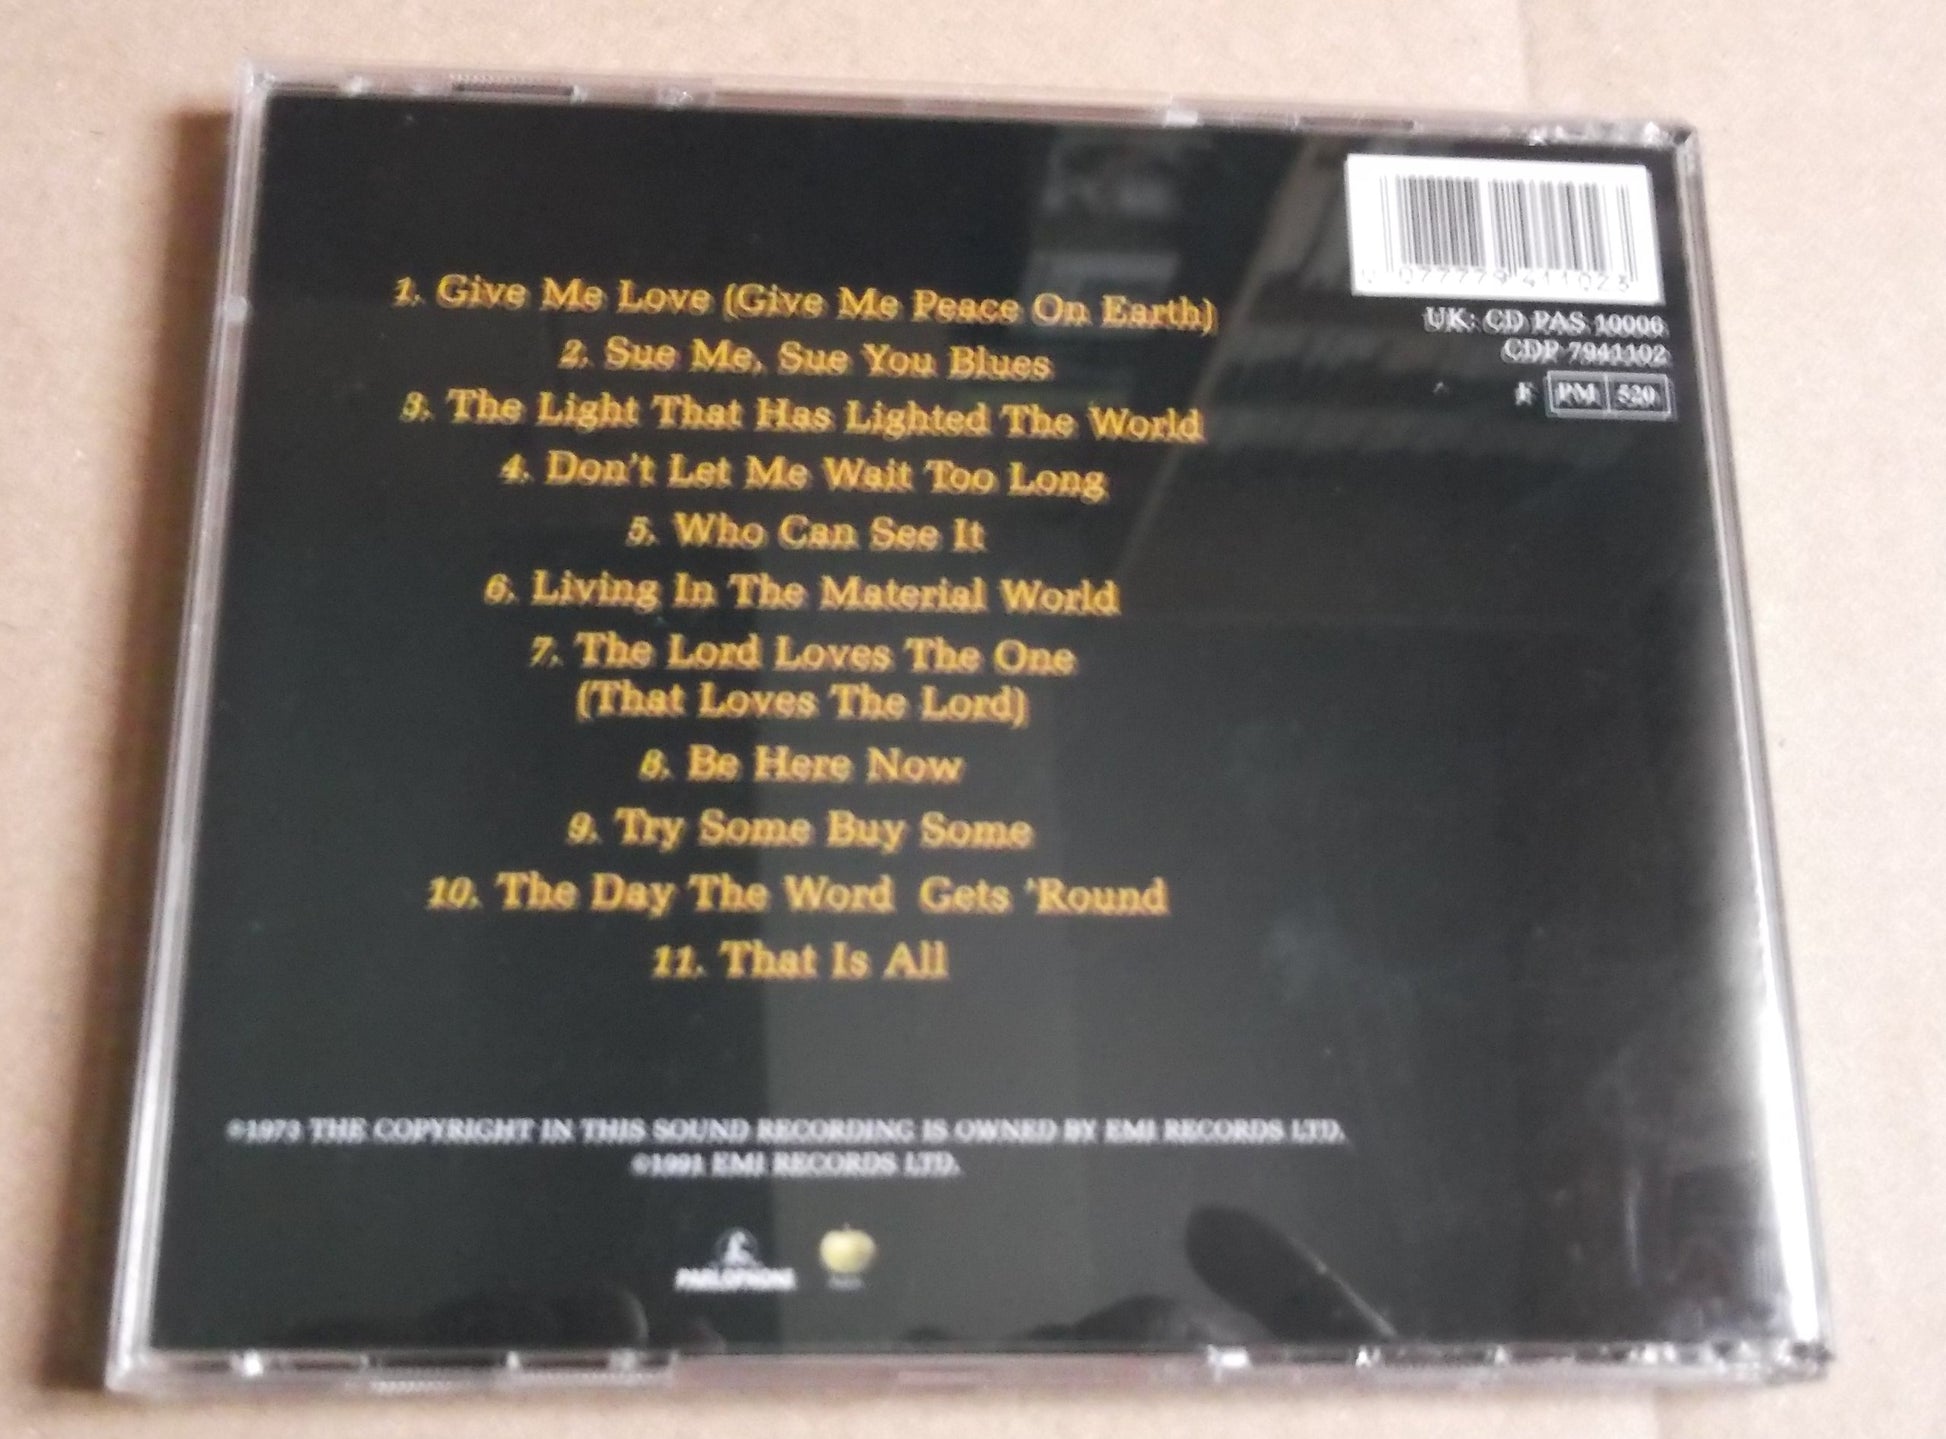 0 077779 411023
UK: CD PAS 10006
CDP 7941102
F PM 520
1. Give Me Love (Give Me Peace On Earth)
2. Sue Me, Sue You Blues
3. The Light That Has Lighted The World
4. Don't Let Me Wait Too Long
5. Who Can See It
6. Living In The Material World
7. The Lord Loves The One
(That Loves The Lord)
8. Be Here Now
9. Try Some Buy Some
10. The Day The Word Gets 'Round
11. That Is All
℗1973 THE COPYRIGHT IN THIS SOUND RECORDING IS OWNED BY EMI RECORDS LTD.
©1991 EMI RECORDS LTD.
PARLOPHONE